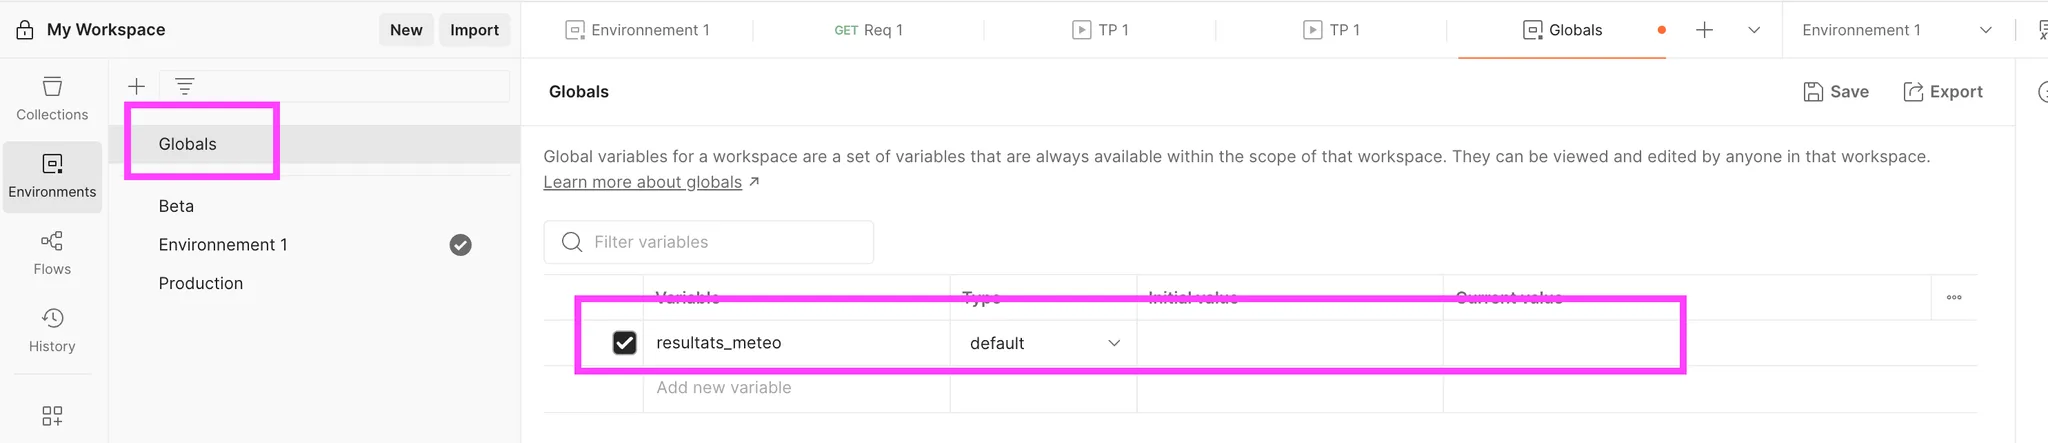 My Workspace
New
Import
Environnement 1
GET Req 1
TP 1
TP 1
Globals
Environnement 1
Collections
Environments
Flows
History
Globals
Beta
Environnement 1
Production
Globals
Save
Export
Global variables for a workspace are a set of variables that are always available within the scope of that workspace. They can be viewed and edited by anyone in that workspace.
Learn more about globals ↗
Filter variables
Variable Type Initial value Current value
resultats_meteo default
Add new variable